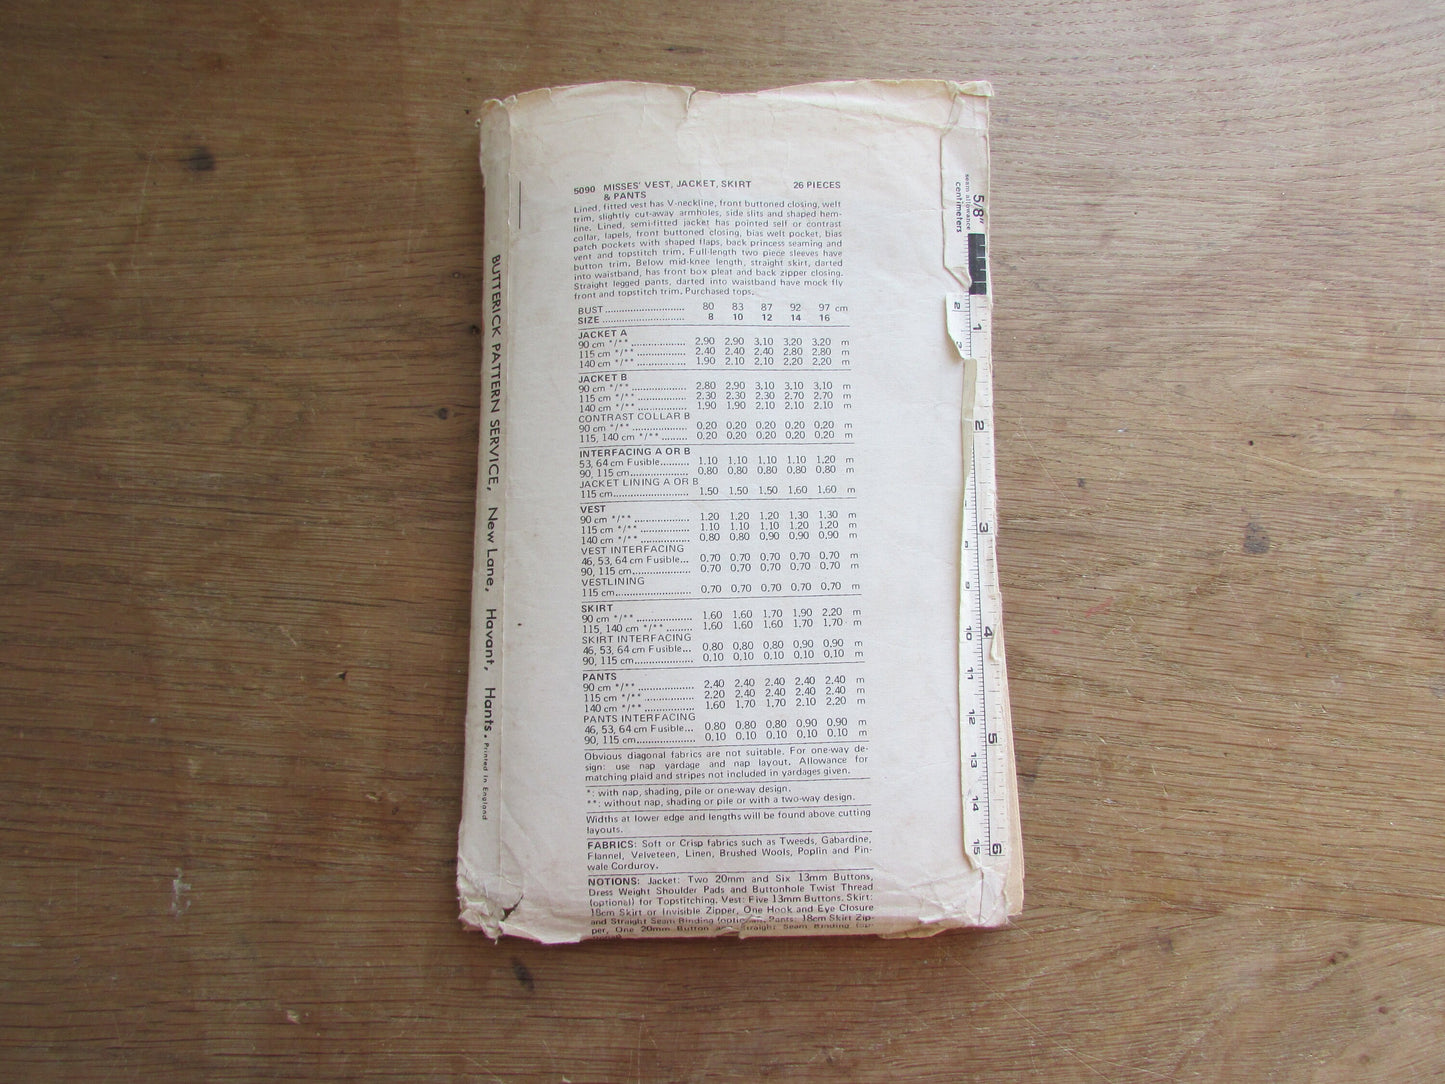 5090 MISSES' VEST, JACKET, SKIRT 26 PIECES
& PANTS
Lined, fitted vest has V-neckline, front buttoned closing, welt
trim, slightly cut-away armholes, side slits and shaped hem-
line. Lined, semi-fitted jacket has pointed self or contrast
collar, lapels, front buttoned closing, bias welt pocket, bias
patch pockets with shaped flaps, back princess seaming and
vent and topstitch trim. Full-length two piece sleeves have
button trim. Below mid-knee length, straight skirt, darted
into waistband, has front box pleat and back zipper closing.
Straight legged pants, darted into waistband have mock fly
front and topstitch trim. Purchased tops.
BUST 80 83 87 92 97 cm
SIZE 8 10 12 14 16
JACKET A
90 cm */** 2.90 2.90 3.10 3.20 3.20 m
115 cm */** 2.40 2.40 2.40 2.80 2.80 m
140 cm */** 1.90 2.10 2.10 2.20 2.20 m
JACKET B
90 cm */** 2.80 2.90 3.10 3.10 3.10 m
115 cm */** 2.30 2.30 2.30 2.70 2.70 m
140 cm */** 1.90 1.90 2.10 2.10 2.10 m
CONTRAST COLLAR B
90 cm */** 0.20 0.20 0.20 0.20 0.20 m
115, 140 cm */** 0.20 0.20 0.20 0.20 0.20 m
INTERFACING A OR B
53, 64 cm Fusible 1.10 1.10 1.10 1.10 1.20 m
90, 115 cm 0.80 0.80 0.80 0.80 0.80 m
JACKET LINING A OR B
115 cm 1.50 1.50 1.50 1.60 1.60 m
VEST
90 cm */** 1.20 1.20 1.20 1.30 1.30 m
115 cm */** 1.10 1.10 1.10 1.20 1.20 m
140 cm */** 0.80 0.80 0.90 0.90 0.90 m
VEST INTERFACING
46, 53, 64 cm Fusible... 0.70 0.70 0.70 0.70 0.70 m
90, 115 cm 0.70 0.70 0.70 0.70 0.70 m
VESTLINING
115 cm 0.70 0.70 0.70 0.70 0.70 m
SKIRT
90 cm */** 1.60 1.60 1.70 1.90 2.20 m
115, 140 cm */** 1.60 1.60 1.60 1.70 1.70 m
SKIRT INTERFACING
46, 53, 64 cm Fusible... 0.80 0.80 0.80 0.90 0.90 m
90, 115 cm 0.10 0.10 0.10 0.10 0.10 m
PANTS
90 cm */** 2.40 2.40 2.40 2.40 2.40 m
115 cm */** 2.20 2.40 2.40 2.40 2.40 m
140 cm */** 1.60 1.70 1.70 2.10 2.20 m
PANTS INTERFACING
46, 53, 64 cm Fusible... 0.80 0.80 0.80 0.90 0.90 m
90, 115 cm 0.10 0.10 0.10 0.10 0.10 m
Obvious diagonal fabrics are not suitable. For one-way de-
sign: use nap yardage and nap layout. Allowance for
matching plaid and stripes not included in yardages given.
*: with nap, shading, pile or one-way design.
**: without nap, shading or pile or with a two-way design.
Widths at lower edge and lengths will be found above cutting
layouts.
FABRICS: Soft or Crisp fabrics such as Tweeds, Gabardine,
Flannel, Velveteen, Linen, Brushed Wools, Poplin and Pin-
wale Corduroy.
NOTIONS: Jacket: Two 20mm and Six 13mm Buttons,
Dress Weight Shoulder Pads and Buttonhole Twist Thread
(optional) for Topstitching. Vest: Five 13mm Buttons. Skirt:
18cm Skirt or Invisible Zipper, One Hook and Eye Closure
and Straight Seam Binding Pants: 18cm Skirt Zip-
per, One 20mm Button Straight Seam Binding
BUTTERICK PATTERN SERVICE, New Lane, Havant, Hants. Printed in England
5/8"
seam allowance
centimeters
2 3
1 2 3 4 5 6
10 11 12 13 14 15